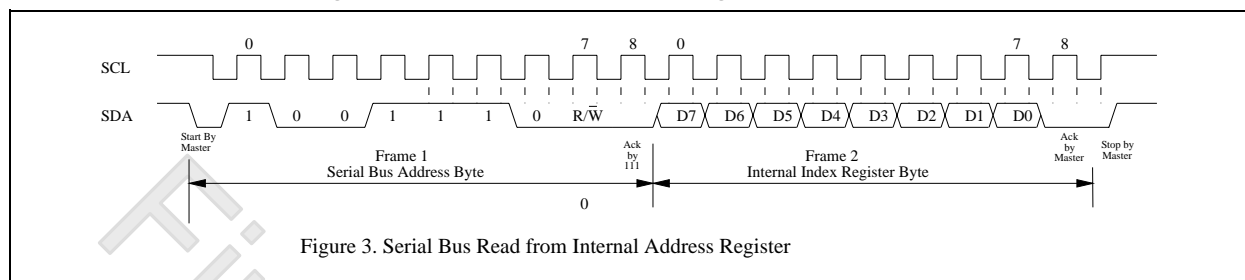 0 7 8 0 7 8
SCL
SDA 1 0 0 1 1 1 0 R/W̅ D7 D6 D5 D4 D3 D2 D1 D0
Start By
Master
Ack
by
111
Ack
by
Master
Stop by
Master
Frame 1
Serial Bus Address Byte
Frame 2
Internal Index Register Byte
0
Figure 3. Serial Bus Read from Internal Address Register